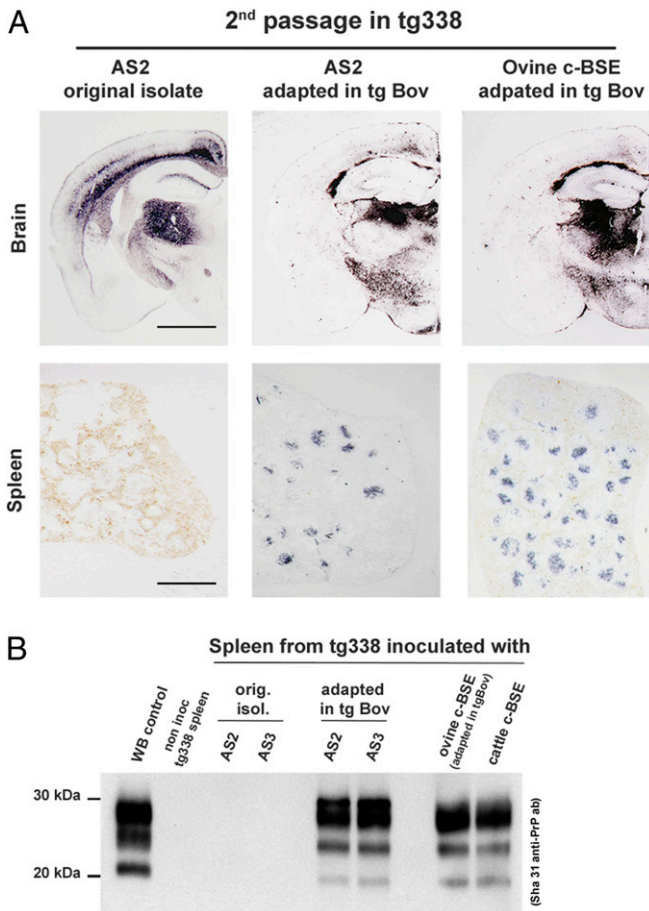 A
2nd passage in tg338
AS2
original isolate
AS2
adapted in tg Bov
Ovine c-BSE
adpated in tg Bov
Brain
Spleen
B
Spleen from tg338 inoculated with
WB control
non inoc
tg338 spleen
orig.
isol.
AS2
AS3
adapted
in tg Bov
AS2
AS3
ovine c-BSE
(adapted in tgBov)
cattle c-BSE
30 kDa
20 kDa
(Sha 31 anti-PrP ab)